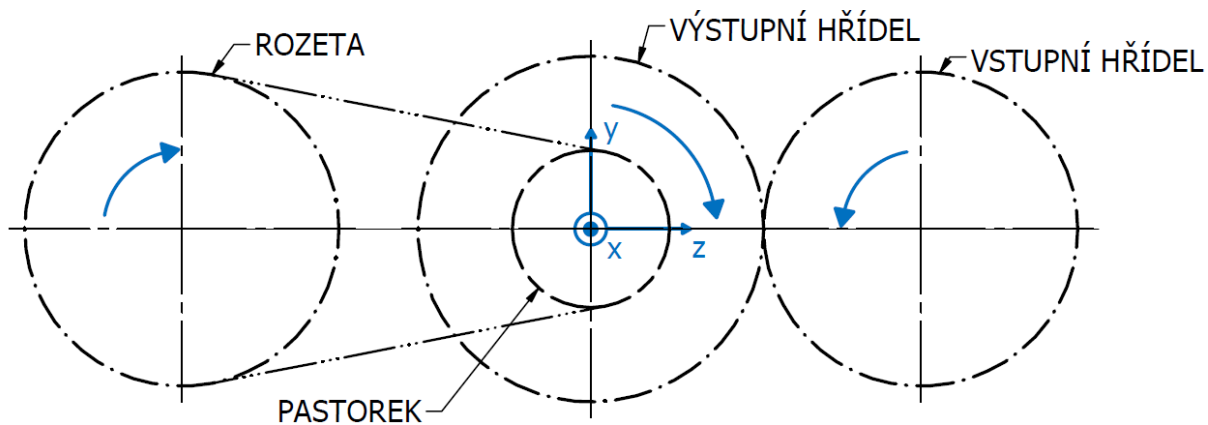 ROZETA
VÝSTUPNÍ HŘÍDEL
VSTUPNÍ HŘÍDEL
y
x
z
PASTOREK